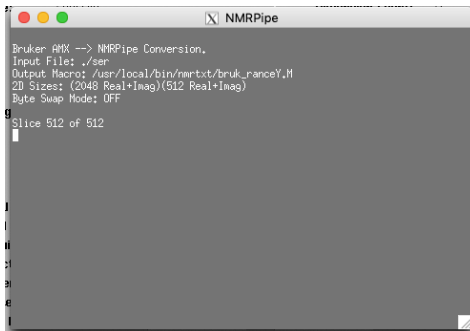 NMRPipe
Bruker AMX --> NMRPipe Conversion.
Input File: ./ser
Output Macro: /usr/local/bin/nmrtxt/bruk_ranceY.M
2D Sizes: (2048 Real+Imag)(512 Real+Imag)
Byte Swap Mode: OFF
Slice 512 of 512